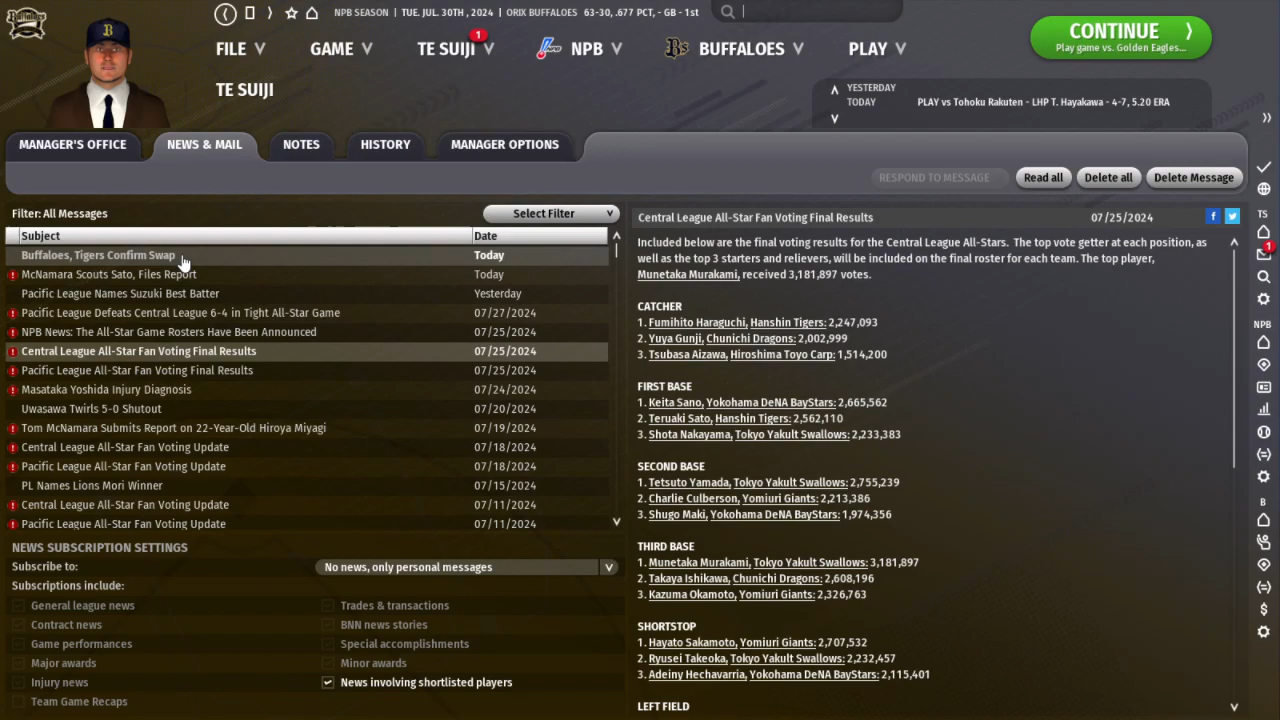 NPB SEASON | TUE. JUL. 30TH , 2024 | ORIX BUFFALOES 63-30, .677 PCT, - GB - 1st
FILE GAME TE SUIJI 1 NPB Bs BUFFALOES PLAY
CONTINUE
Play game vs. Golden Eagles...
TE SUIJI
YESTERDAY
TODAY PLAY vs Tohoku Rakuten - LHP T. Hayakawa - 4-7, 5.20 ERA
MANAGER'S OFFICE NEWS & MAIL NOTES HISTORY MANAGER OPTIONS
RESPOND TO MESSAGE Read all Delete all Delete Message
Filter: All Messages Select Filter
Subject Date
Buffaloes, Tigers Confirm Swap Today
McNamara Scouts Sato, Files Report Today
Pacific League Names Suzuki Best Batter Yesterday
Pacific League Defeats Central League 6-4 in Tight All-Star Game 07/27/2024
NPB News: The All-Star Game Rosters Have Been Announced 07/25/2024
Central League All-Star Fan Voting Final Results 07/25/2024
Pacific League All-Star Fan Voting Final Results 07/25/2024
Masataka Yoshida Injury Diagnosis 07/24/2024
Uwasawa Twirls 5-0 Shutout 07/20/2024
Tom McNamara Submits Report on 22-Year-Old Hiroya Miyagi 07/19/2024
Central League All-Star Fan Voting Update 07/18/2024
Pacific League All-Star Fan Voting Update 07/18/2024
PL Names Lions Mori Winner 07/15/2024
Central League All-Star Fan Voting Update 07/11/2024
Pacific League All-Star Fan Voting Update 07/11/2024
NEWS SUBSCRIPTION SETTINGS
Subscribe to: No news, only personal messages
Subscriptions include:
General league news Trades & transactions
Contract news BNN news stories
Game performances Special accomplishments
Major awards Minor awards
Injury news News involving shortlisted players
Team Game Recaps
Central League All-Star Fan Voting Final Results 07/25/2024
Included below are the final voting results for the Central League All-Stars. The top vote getter at each position, as
well as the top 3 starters and relievers, will be included on the final roster for each team. The top player,
Munetaka Murakami, received 3,181,897 votes.
CATCHER
1. Fumihito Haraguchi, Hanshin Tigers: 2,247,093
2. Yuya Gunji, Chunichi Dragons: 2,002,999
3. Tsubasa Aizawa, Hiroshima Toyo Carp: 1,514,200
FIRST BASE
1. Keita Sano, Yokohama DeNA BayStars: 2,665,562
2. Teruaki Sato, Hanshin Tigers: 2,562,110
3. Shota Nakayama, Tokyo Yakult Swallows: 2,233,383
SECOND BASE
1. Tetsuto Yamada, Tokyo Yakult Swallows: 2,755,239
2. Charlie Culberson, Yomiuri Giants: 2,213,386
3. Shugo Maki, Yokohama DeNA BayStars: 1,974,356
THIRD BASE
1. Munetaka Murakami, Tokyo Yakult Swallows: 3,181,897
2. Takaya Ishikawa, Chunichi Dragons: 2,608,196
3. Kazuma Okamoto, Yomiuri Giants: 2,326,763
SHORTSTOP
1. Hayato Sakamoto, Yomiuri Giants: 2,707,532
2. Ryusei Takeoka, Tokyo Yakult Swallows: 2,232,457
3. Adeiny Hechavarria, Yokohama DeNA BayStars: 2,115,401
LEFT FIELD
TS
1
NPB
B